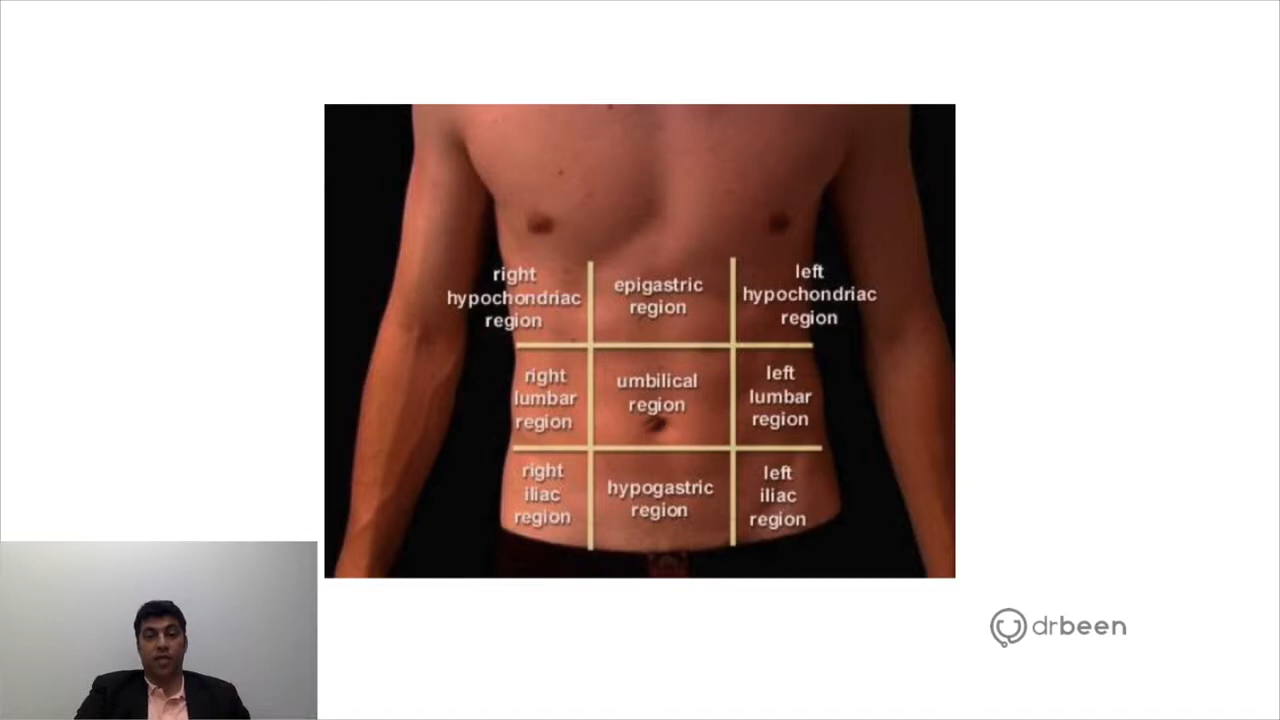 right
hypochondriac
region
epigastric
region
left
hypochondriac
region
right
lumbar
region
umbilical
region
left
lumbar
region
right
iliac
region
hypogastric
region
left
iliac
region
drbeen